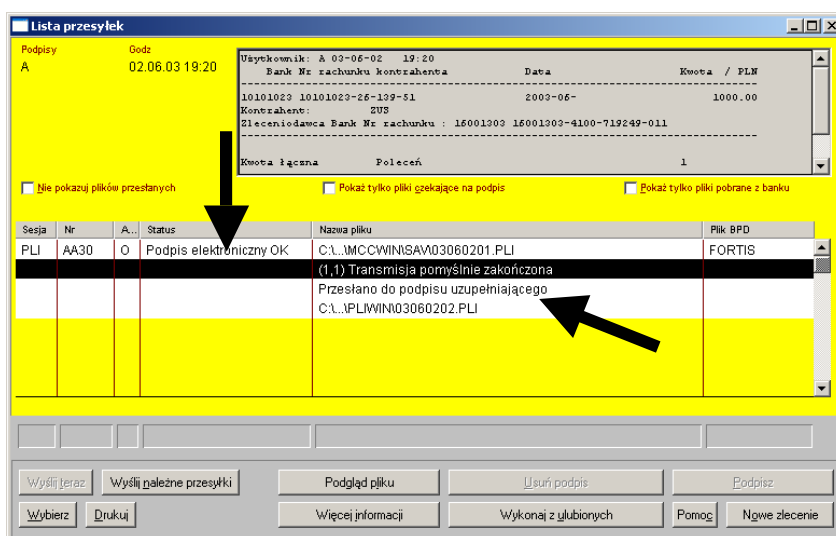 Lista przesyłek
Podpisy Godz
A 02.06.03 19:20
Użytkownik: A 03-06-02 19:20
Bank Nr rachunku kontrahenta Data Kwota / PLN
10101023 10101023-26-139-51 2003-06- 1000.00
Kontrahent: ZUS
Zleceniodawca Bank Nr rachunku : 16001303 16001303-4100-719249-011
Kwota Łączna Poleceń 1
Nie pokazuj plików przesłanych Pokaż tylko pliki czekające na podpis Pokaż tylko pliki pobrane z banku
Sesja Nr A... Status Nazwa pliku Plik BPD
PLI AA30 O Podpis elektroniczny OK C:\...\MCCWIN\SAV\03060201.PLI FORTIS
(1,1) Transmisja pomyślnie zakończona
Przesłano do podpisu uzupełniającego
C:\...\PLIWIN\03060202.PLI
Wyślij teraz Wyślij należne przesyłki Podgląd pliku Usuń podpis Podpisz
Wybierz Drukuj Więcej informacji Wykonaj z ulubionych Pomoc Nowe zlecenie